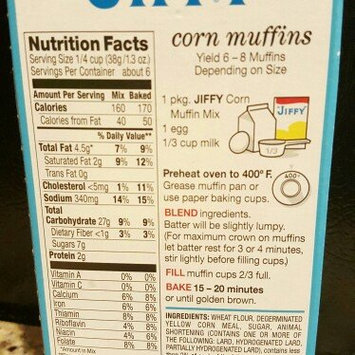 JIFFY
Nutrition Facts
Serving Size 1/4 cup (38g/1.3 oz.)
Servings Per Container about 6
Amount Per Serving Mix Baked
Calories 160 170
Calories from Fat 40 50
% Daily Value**
Total Fat 4.5g* 7% 9%
Saturated Fat 2g 9% 12%
Trans Fat 0g
Cholesterol <5mg 1% 11%
Sodium 340mg 14% 15%
Total
Carbohydrate 27g 9% 9%
Dietary Fiber <1g 3% 3%
Sugars 7g
Protein 2g
Vitamin A 0% 0%
Vitamin C 0% 0%
Calcium 6% 8%
Iron 6% 6%
Thiamin 8% 8%
Riboflavin 4% 8%
Niacin 6% 6%
Folate 8% 8%
*Amount in Mix
corn muffins
Yield 6 – 8 Muffins
Depending on Size
1 pkg. JIFFY Corn
Muffin Mix
1 egg
1/3 cup milk
JIFFY
1/3
Preheat oven to 400° F.
Grease muffin pan or
use paper baking cups.
400°
BLEND ingredients.
Batter will be slightly lumpy.
(For maximum crown on muffins
let batter rest for 3 or 4 minutes,
stir lightly before filling cups.)
FILL muffin cups 2/3 full.
BAKE 15 – 20 minutes
or until golden brown.
INGREDIENTS: WHEAT FLOUR, DEGERMINATED
YELLOW CORN MEAL, SUGAR, ANIMAL
SHORTENING (CONTAINS ONE OR MORE OF
THE FOLLOWING: LARD, HYDROGENATED LARD,
PARTIALLY HYDROGENATED LARD), CONTAINS